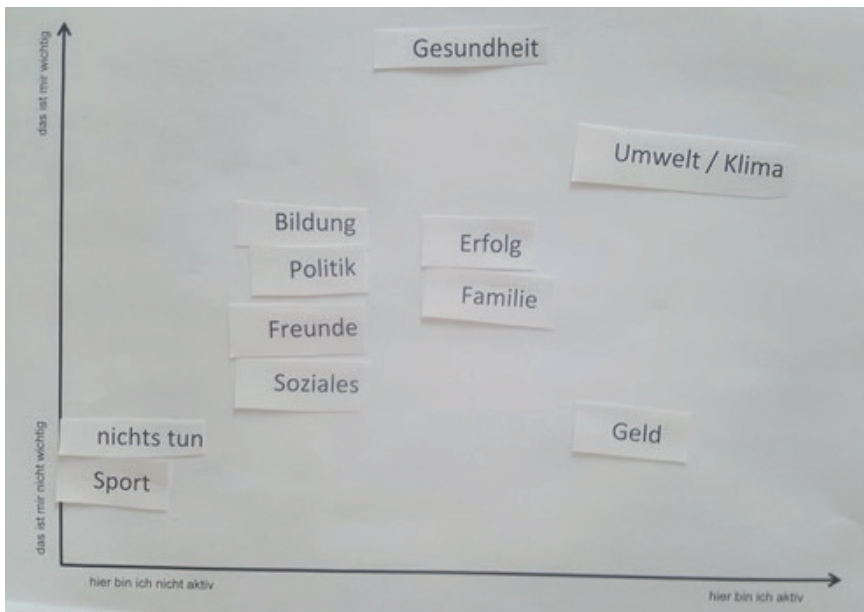 das ist mir wichtig
Gesundheit
Umwelt / Klima
Bildung
Erfolg
Politik
Familie
Freunde
Soziales
nichts tun
Geld
Sport
das ist mir nicht wichtig
hier bin ich nicht aktiv
hier bin ich aktiv